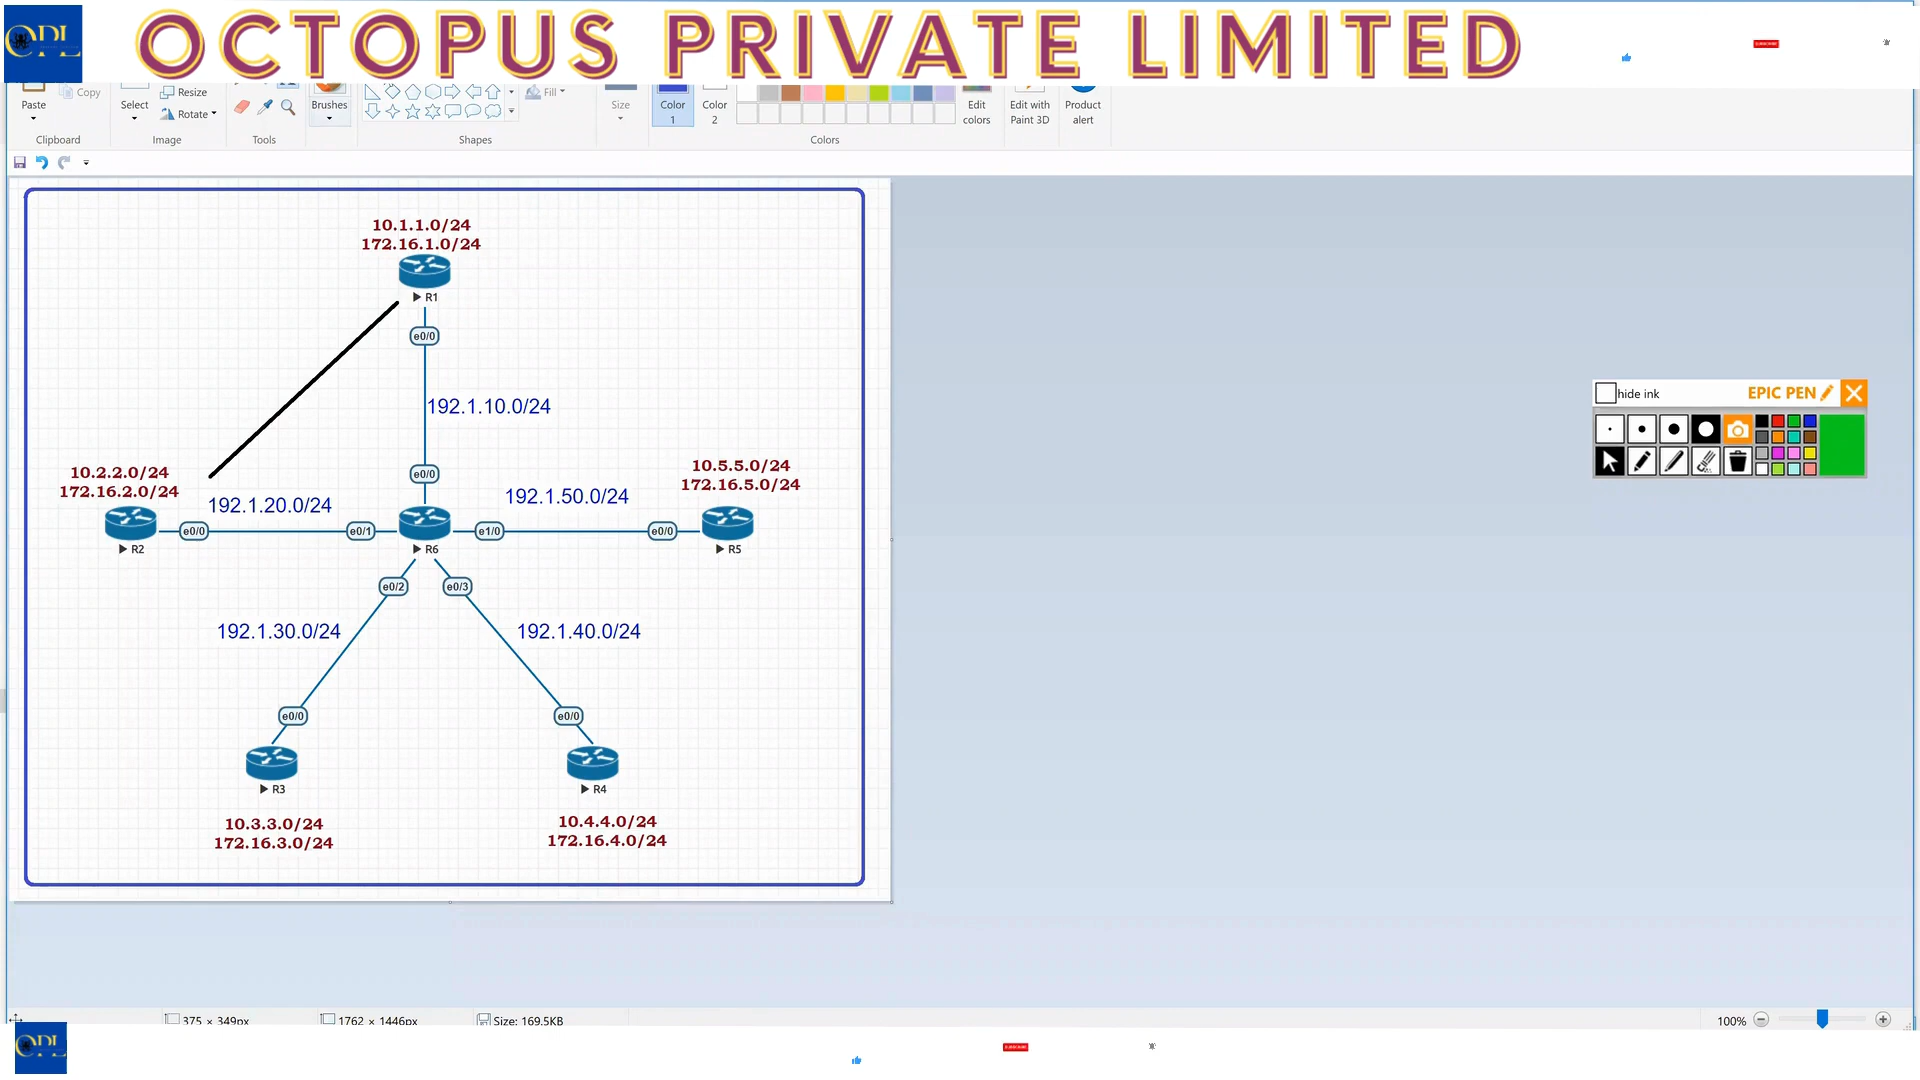 OPL
OCTOPUS PRIVATE LIMITED
SUBSCRIBE
Paste
Copy
Select
Resize
Rotate
Brushes
Fill
Size
Color
1
Color
2
Edit
colors
Edit with
Paint 3D
Product
alert
Clipboard
Image
Tools
Shapes
Colors
10.1.1.0/24
172.16.1.0/24
R1
e0/0
192.1.10.0/24
e0/0
10.2.2.0/24
172.16.2.0/24
192.1.20.0/24
192.1.50.0/24
10.5.5.0/24
172.16.5.0/24
e0/0
e0/1
e1/0
e0/0
R2
R6
R5
e0/2
e0/3
192.1.30.0/24
192.1.40.0/24
e0/0
e0/0
R3
R4
10.3.3.0/24
172.16.3.0/24
10.4.4.0/24
172.16.4.0/24
hide ink
EPIC PEN
375 × 349px
1762 × 1446px
Size: 169.5KB
100%
OPL
SUBSCRIBE